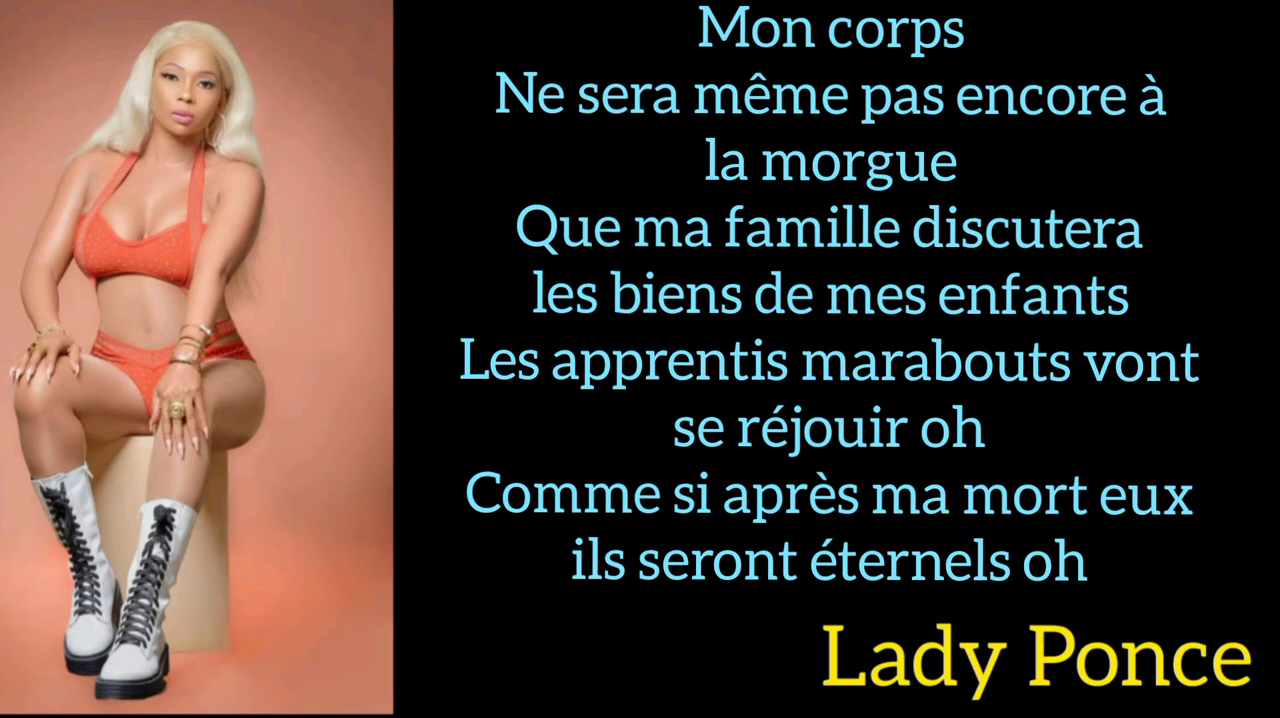 Mon corps
Ne sera même pas encore à
la morgue
Que ma famille discutera
les biens de mes enfants
Les apprentis marabouts vont
se réjouir oh
Comme si après ma mort eux
ils seront éternels oh
Lady Ponce